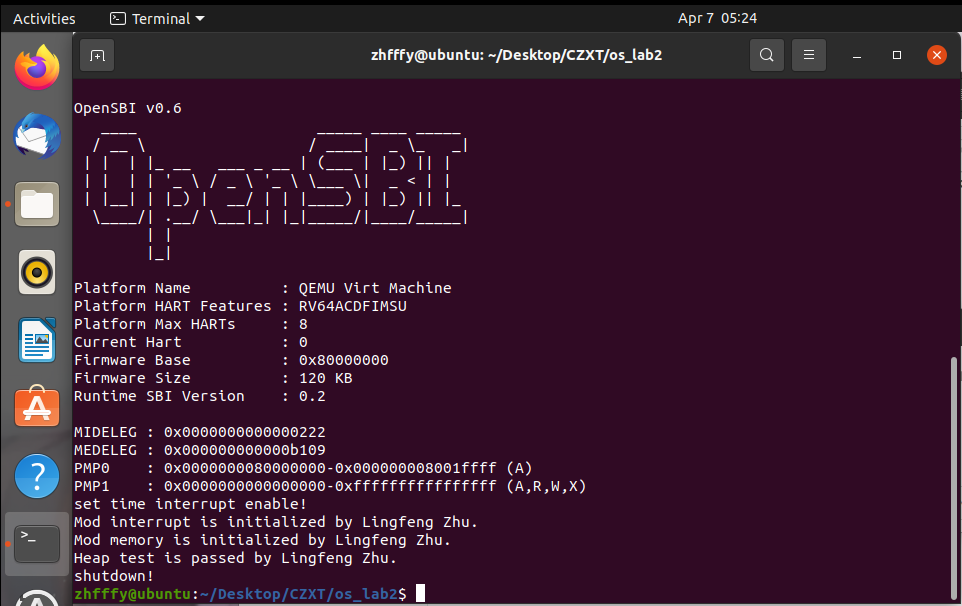 Activities
Terminal
Apr 7 05:24
zhfffy@ubuntu: ~/Desktop/CZXT/os_lab2
OpenSBI v0.6
OpenSBI
Platform Name : QEMU Virt Machine
Platform HART Features : RV64ACDFIMSU
Platform Max HARTs : 8
Current Hart : 0
Firmware Base : 0x80000000
Firmware Size : 120 KB
Runtime SBI Version : 0.2
MIDELEG : 0x0000000000000222
MEDELEG : 0x000000000000b109
PMP0 : 0x0000000080000000-0x000000008001ffff (A)
PMP1 : 0x0000000000000000-0xffffffffffffffff (A,R,W,X)
set time interrupt enable!
Mod interrupt is initialized by Lingfeng Zhu.
Mod memory is initialized by Lingfeng Zhu.
Heap test is passed by Lingfeng Zhu.
shutdown!
zhfffy@ubuntu:~/Desktop/CZXT/os_lab2$